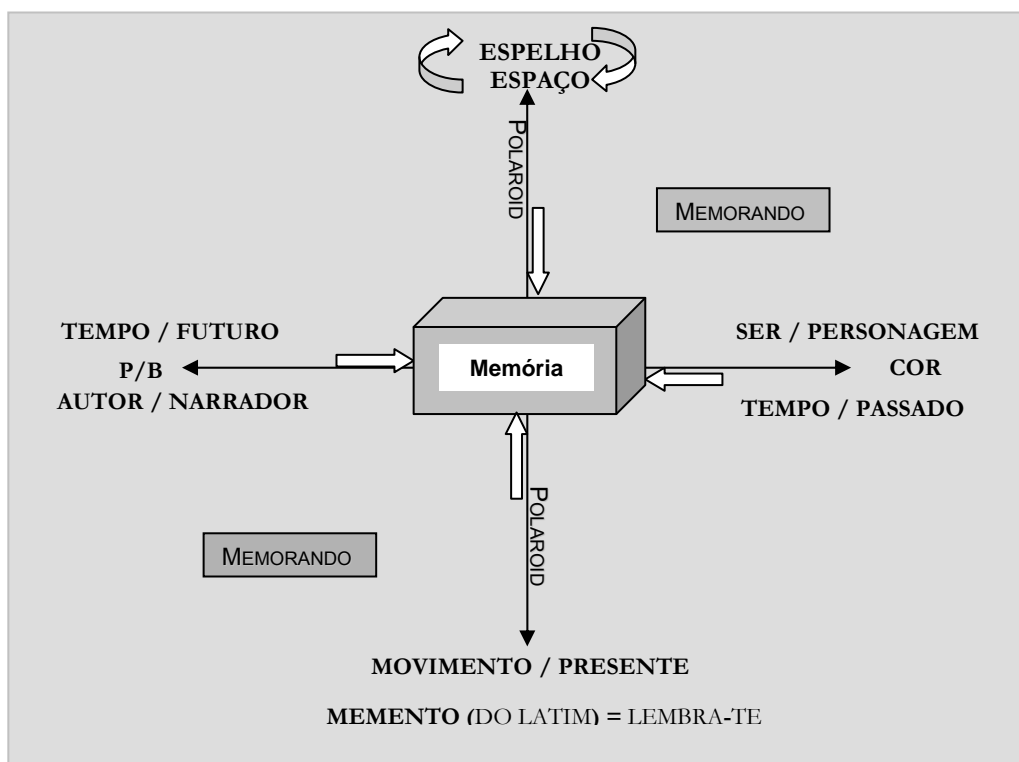 ESPELHO
ESPAÇO
POLAROID
MEMORANDO
TEMPO / FUTURO
P/B
AUTOR / NARRADOR
Memória
SER / PERSONAGEM
COR
TEMPO / PASSADO
POLAROID
MEMORANDO
MOVIMENTO / PRESENTE
MEMENTO (DO LATIM) = LEMBRA-TE